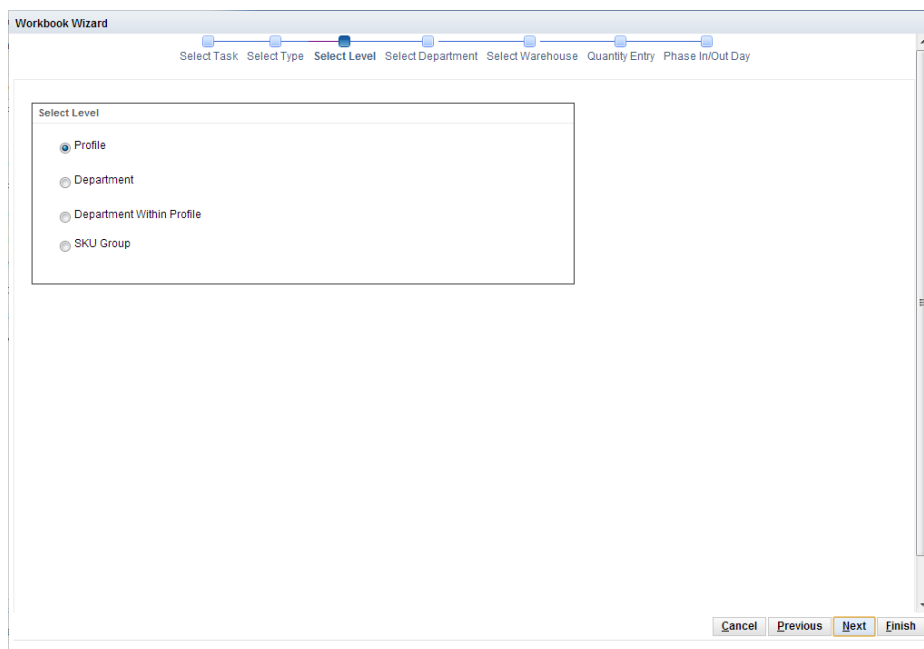 Workbook Wizard
Select Task Select Type Select Level Select Department Select Warehouse Quantity Entry Phase In/Out Day
Select Level
Profile
Department
Department Within Profile
SKU Group
Cancel Previous Next Finish